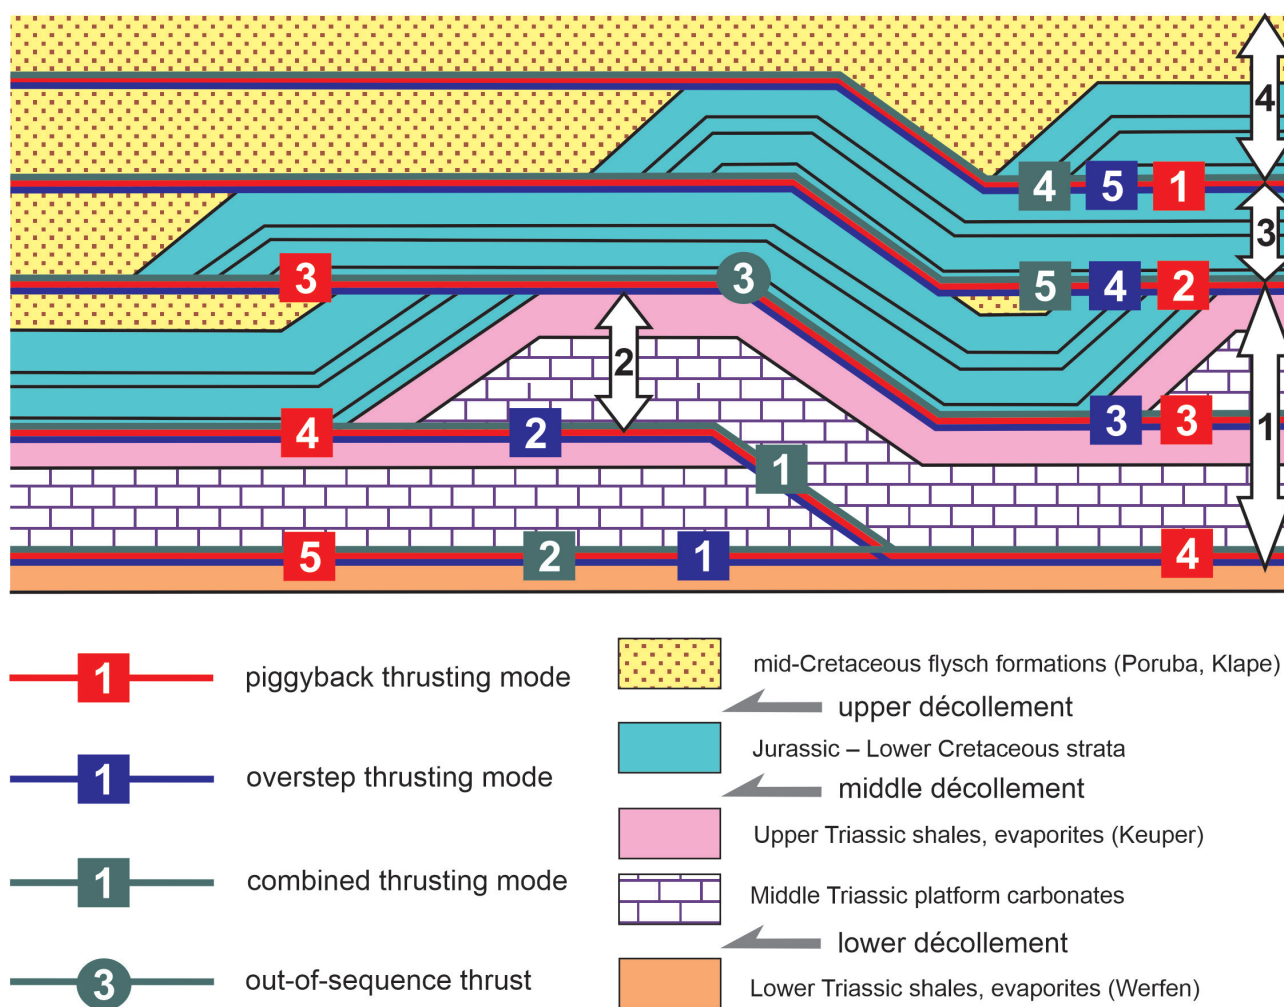 4
4 5 1
3
3 3 5 4 2
2
4 2 3 3 1
1
5 2 1 4
1 piggyback thrusting mode
1 overstep thrusting mode
1 combined thrusting mode
3 out-of-sequence thrust
mid-Cretaceous flysch formations (Poruba, Klape)
upper décollement
Jurassic – Lower Cretaceous strata
middle décollement
Upper Triassic shales, evaporites (Keuper)
Middle Triassic platform carbonates
lower décollement
Lower Triassic shales, evaporites (Werfen)